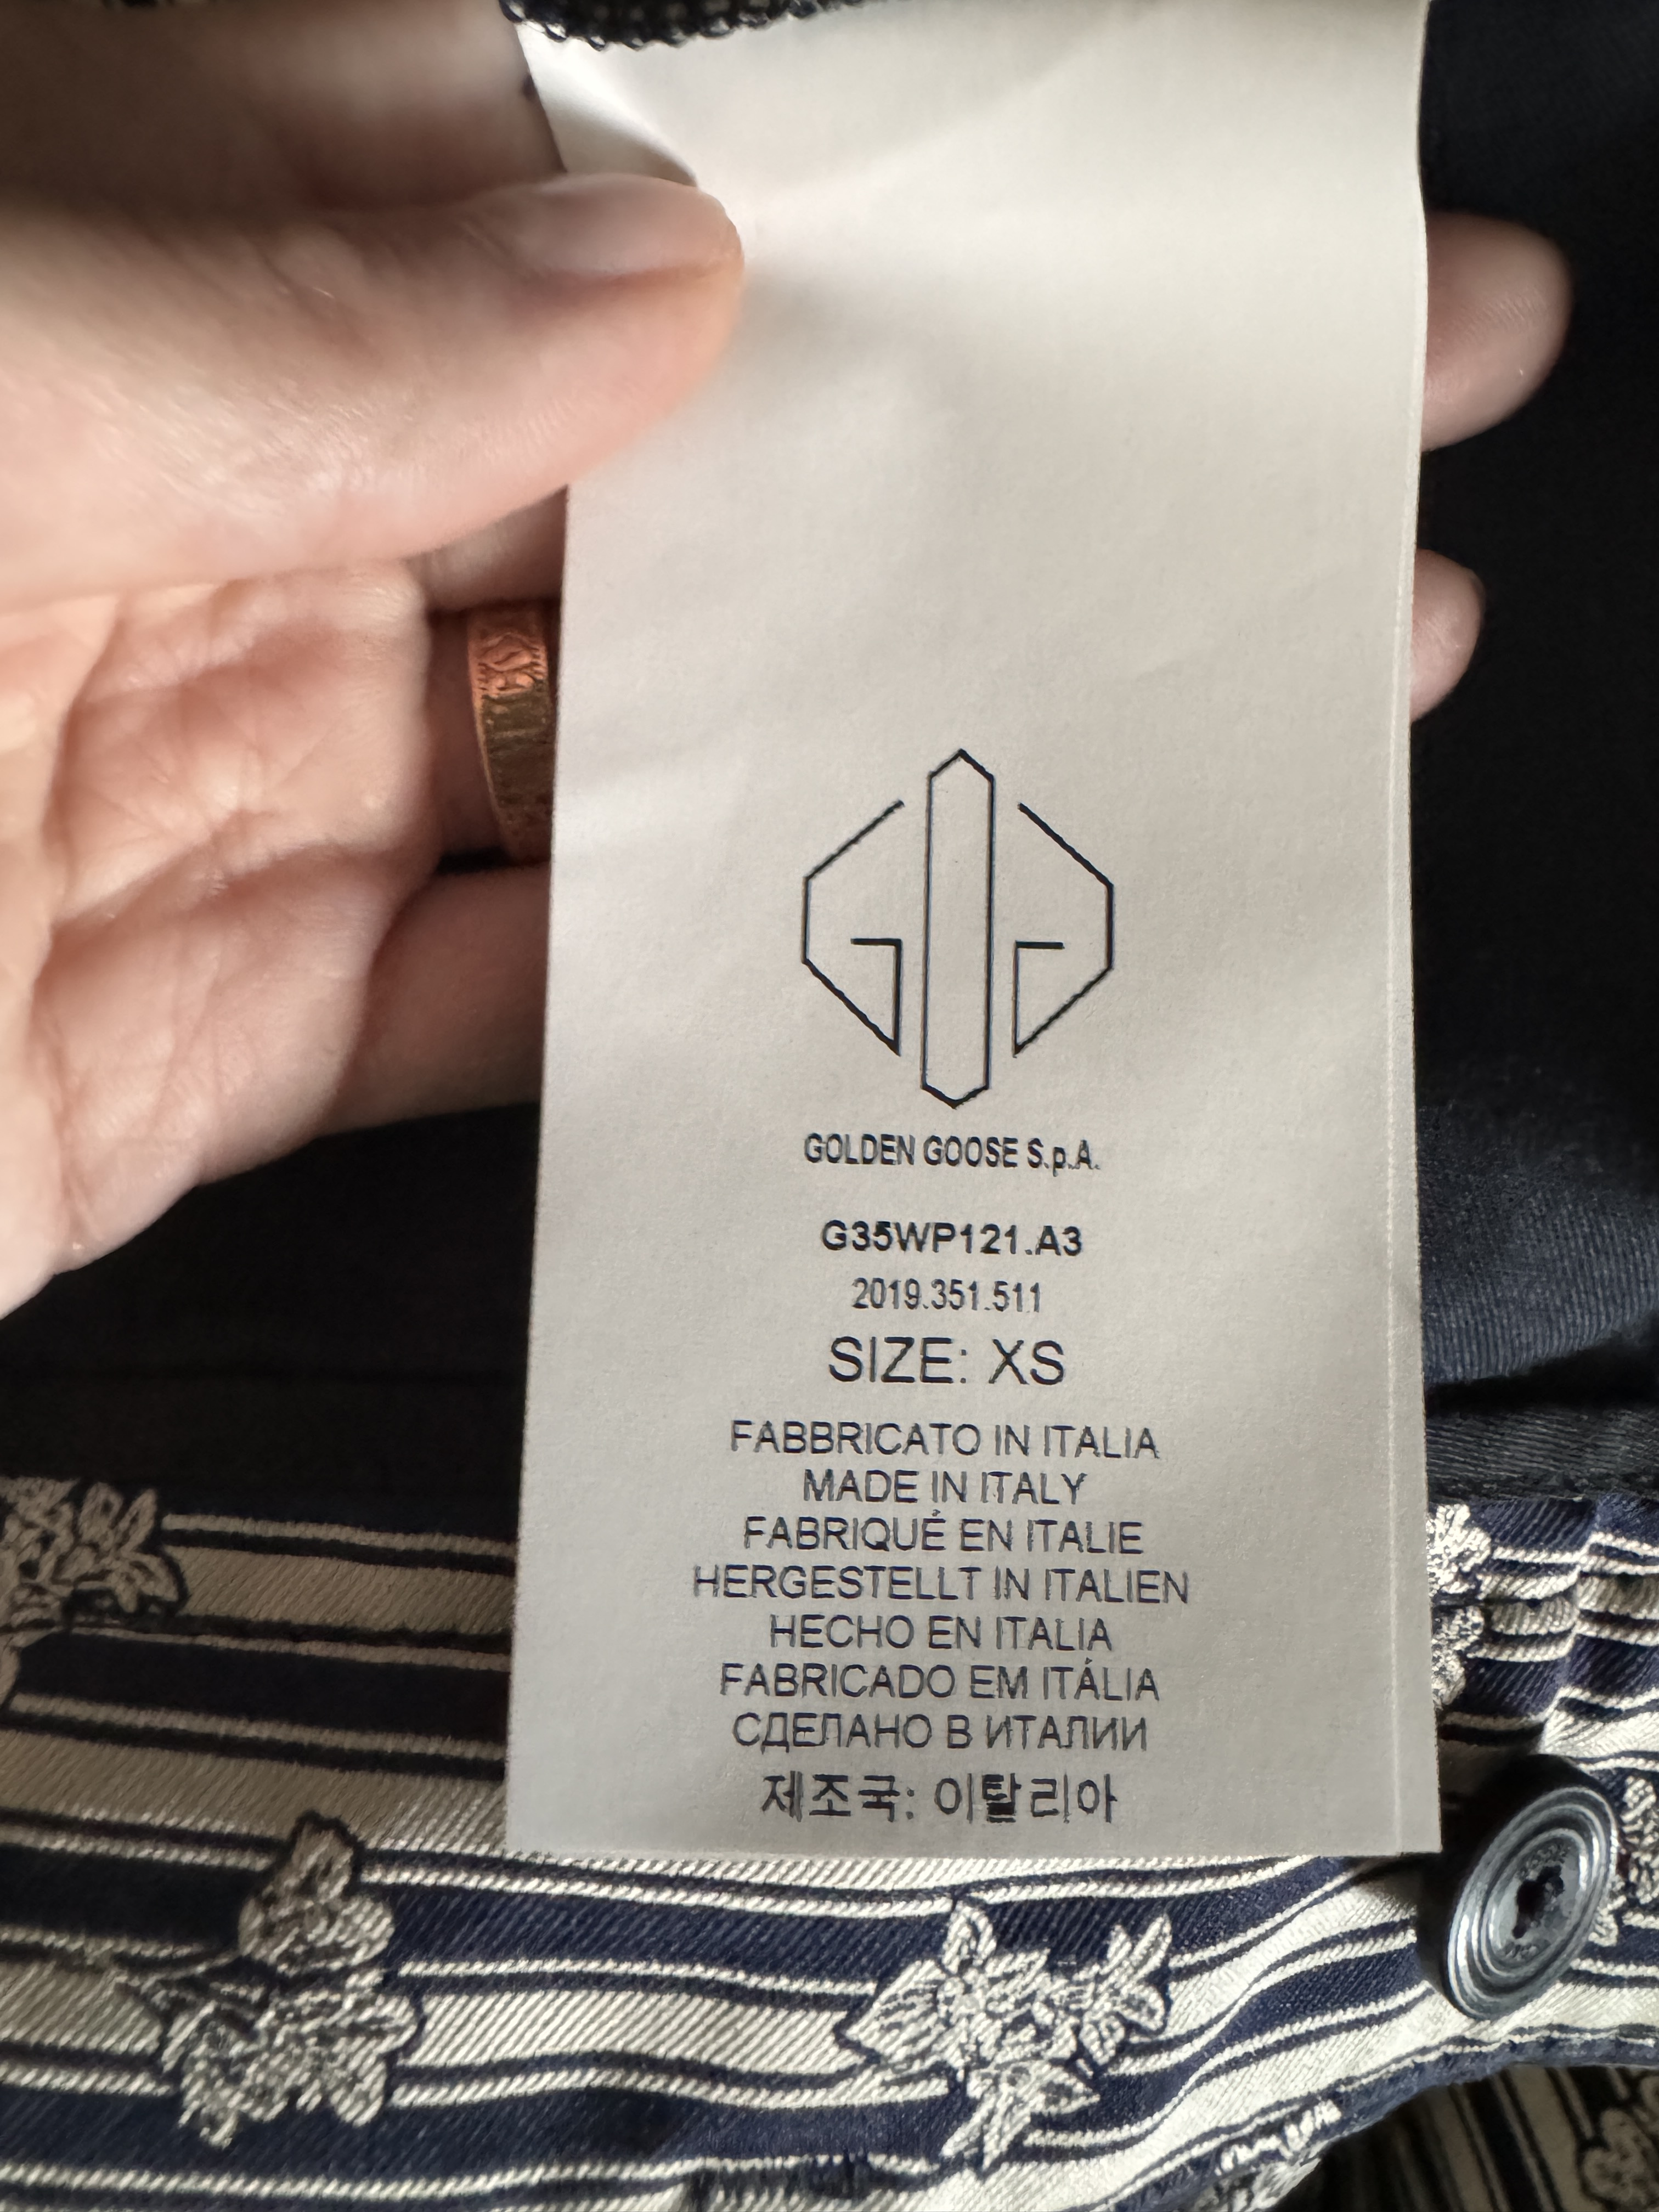 GOLDEN GOOSE S.p.A.
G35WP121.A3
2019.351.511
SIZE: XS
FABBRICATO IN ITALIA
MADE IN ITALY
FABRIQUÉ EN ITALIE
HERGESTELLT IN ITALIEN
HECHO EN ITALIA
FABRICADO EM ITÁLIA
СДЕЛАНО В ИТАЛИИ
제조국: 이탈리아